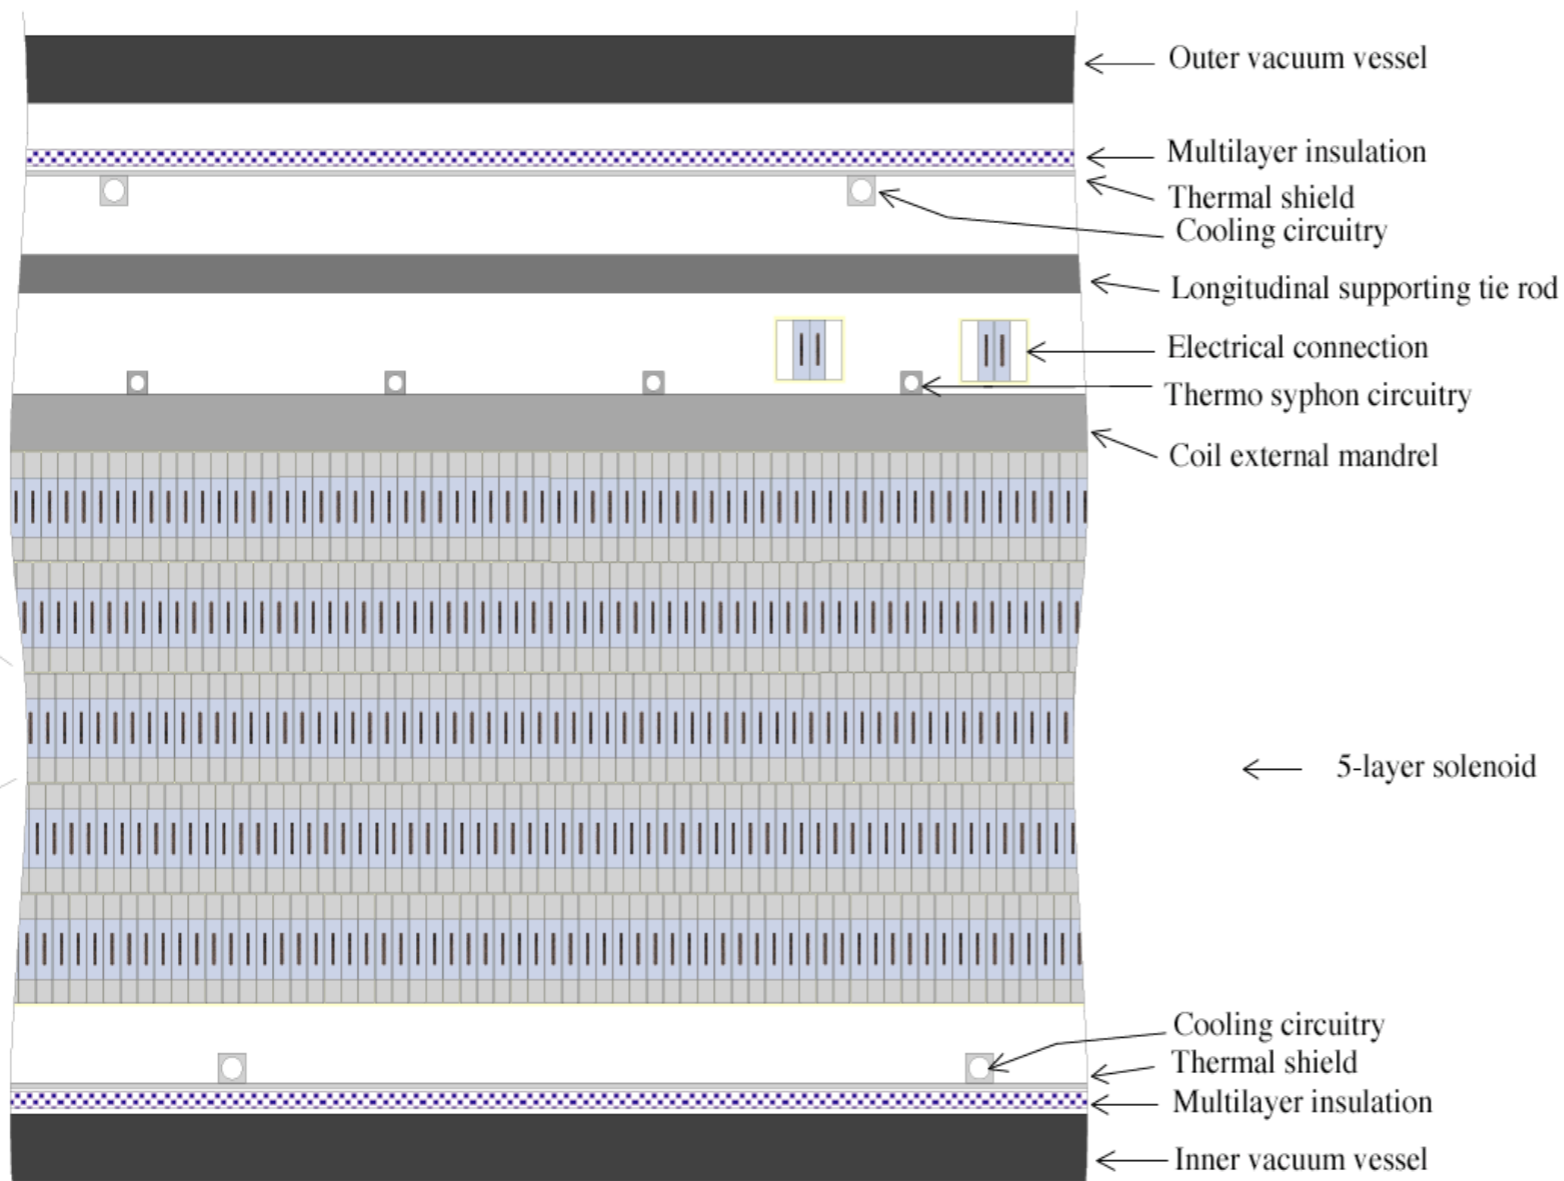 Outer vacuum vessel
Multilayer insulation
Thermal shield
Cooling circuitry
Longitudinal supporting tie rod
Electrical connection
Thermo syphon circuitry
Coil external mandrel
5-layer solenoid
Cooling circuitry
Thermal shield
Multilayer insulation
Inner vacuum vessel